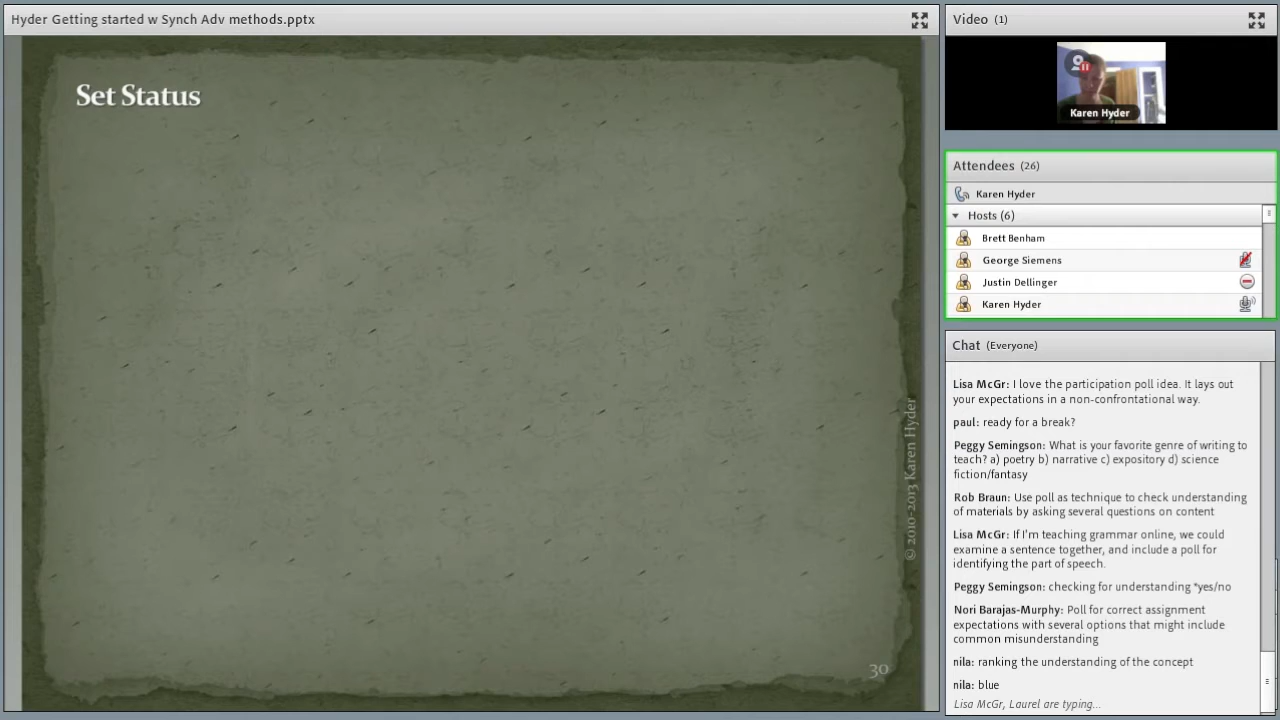 Hyder Getting started w Synch Adv methods.pptx
Set Status
© 2010-2013 Karen Hyder
30
Video (1)
Karen Hyder
Attendees (26)
Karen Hyder
Hosts (6)
Brett Benham
George Siemens
Justin Dellinger
Karen Hyder
Chat (Everyone)
Lisa McGr: I love the participation poll idea. It lays out
your expectations in a non-confrontational way.
paul: ready for a break?
Peggy Semingson: What is your favorite genre of writing to
teach? a) poetry b) narrative c) expository d) science
fiction/fantasy
Rob Braun: Use poll as technique to check understanding
of materials by asking several questions on content
Lisa McGr: If I'm teaching grammar online, we could
examine a sentence together, and include a poll for
identifying the part of speech.
Peggy Semingson: checking for understanding *yes/no
Nori Barajas-Murphy: Poll for correct assignment
expectations with several options that might include
common misunderstanding
nila: ranking the understanding of the concept
nila: blue
Lisa McGr, Laurel are typing...